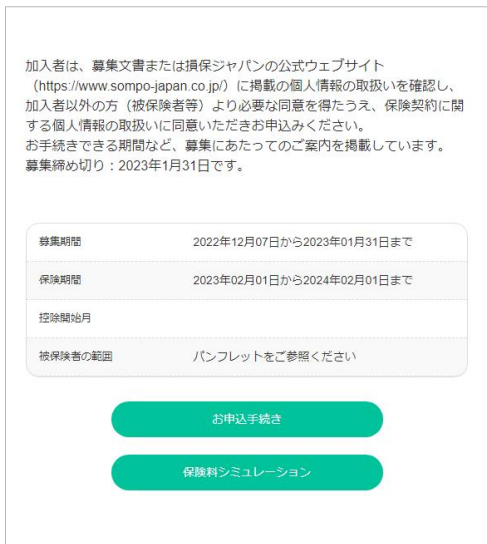 加入者は、募集文書または損保ジャパンの公式ウェブサイト
（https://www.sompo-japan.co.jp/）に掲載の個人情報の取扱いを確認し、
加入者以外の方（被保険者等）より必要な同意を得たうえ、保険契約に関
する個人情報の取扱いに同意いただきお申込みください。
お手続きできる期間など、募集にあたってのご案内を掲載しています。
募集締め切り：2023年1月31日です。
募集期間 2022年12月07日から2023年01月31日まで
保険期間 2023年02月01日から2024年02月01日まで
控除開始月
被保険者の範囲 パンフレットをご参照ください
お申込手続き
保険料シミュレーション